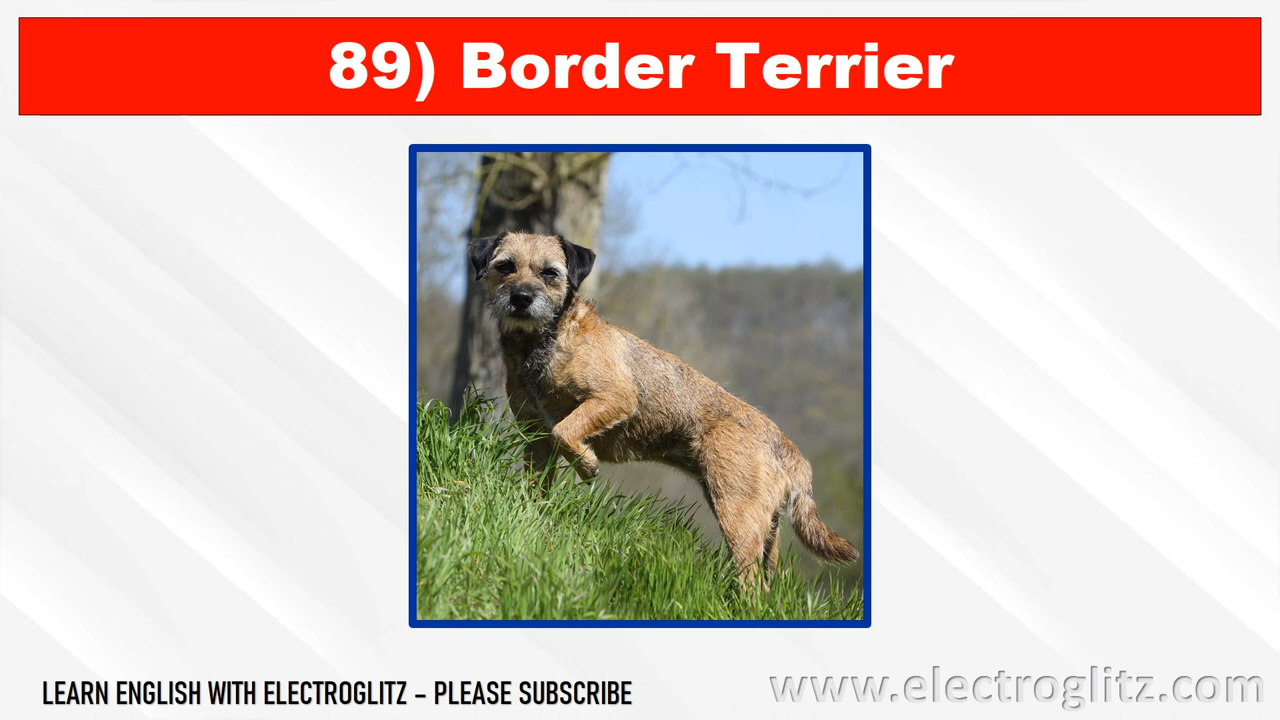 89) Border Terrier
LEARN ENGLISH WITH ELECTROGLITZ – PLEASE SUBSCRIBE
www.electroglitz.com